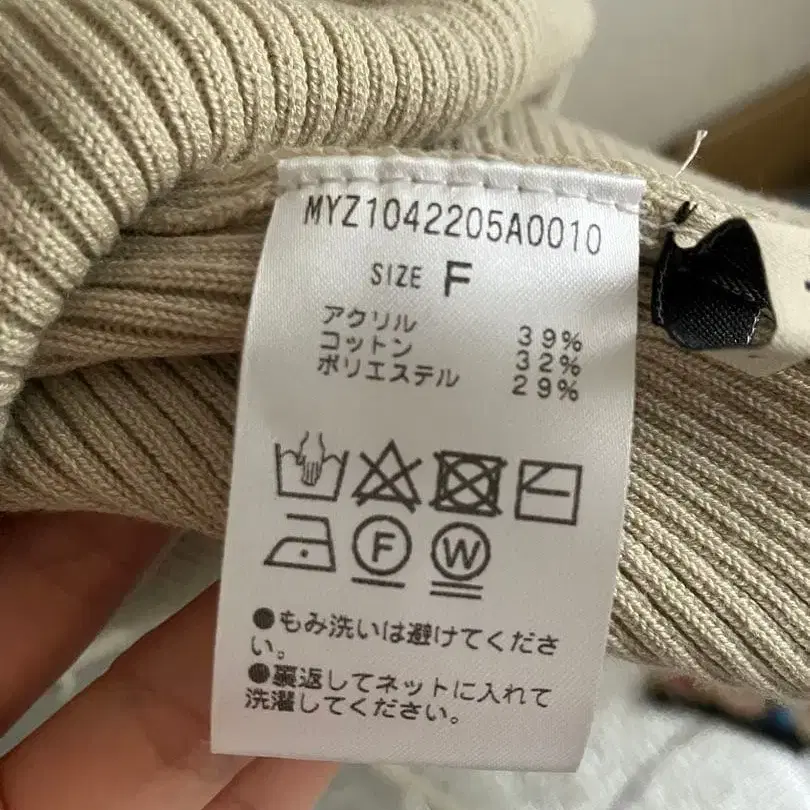 MYZ1042205A0010
SIZE F
アクリル 39%
コットン 32%
ポリエステル 29%
F W
●もみ洗いは避けてくださ
い。
●裏返してネットに入れて
洗濯してください。